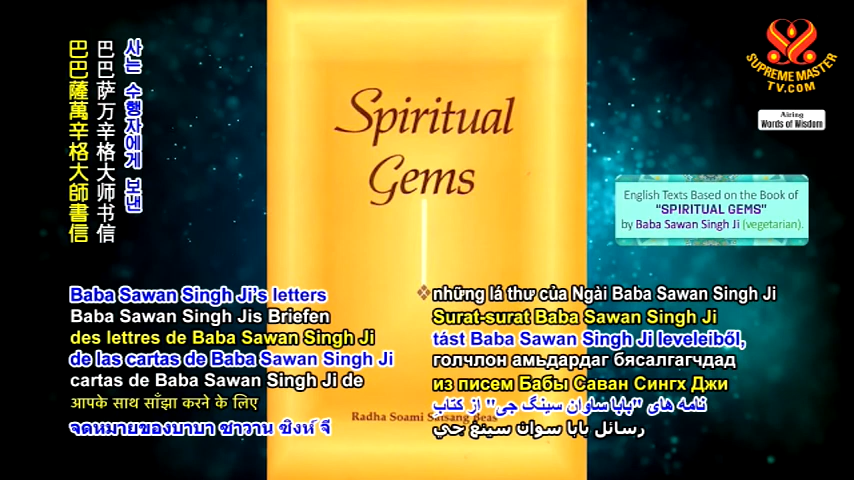 巴巴薩萬辛格大師書信
巴巴萨万辛格大师书信
사는 수행자에게 보낸
Spiritual
Gems
SUPREME MASTER
TV.COM
Airing
Words of Wisdom
English Texts Based on the Book of
"SPIRITUAL GEMS"
by Baba Sawan Singh Ji (vegetarian).
Baba Sawan Singh Ji's letters
Baba Sawan Singh Jis Briefen
des lettres de Baba Sawan Singh Ji
de las cartas de Baba Sawan Singh Ji
cartas de Baba Sawan Singh Ji de
आपके साथ साँझा करने के लिए
จดหมายของบาบา ซาวาน ซิงห์ จี
những lá thư của Ngài Baba Sawan Singh Ji
Surat-surat Baba Sawan Singh Ji
tást Baba Sawan Singh Ji leveleiből,
голчлон амьдардаг бясалгагчдад
из писем Бабы Саван Сингх Джи
نامه های "بابا ساوان سینگ جی" از کتاب
رسائل بابا سوان سينغ جي
Radha Soami Satsang Beas